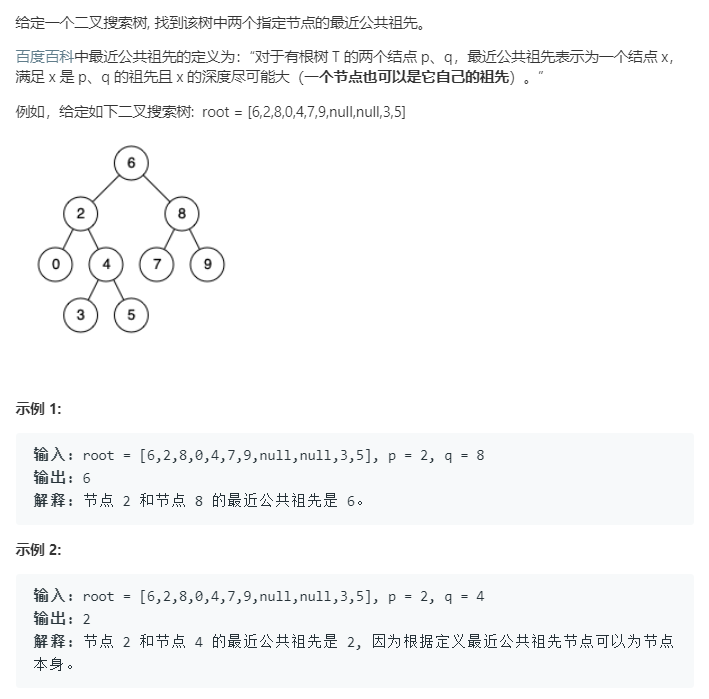 给定一个二叉搜索树, 找到该树中两个指定节点的最近公共祖先。
百度百科中最近公共祖先的定义为：“对于有根树 T 的两个结点 p、q，最近公共祖先表示为一个结点 x，
满足 x 是 p、q 的祖先且 x 的深度尽可能大（一个节点也可以是它自己的祖先）。”
例如，给定如下二叉搜索树:  root = [6,2,8,0,4,7,9,null,null,3,5]
6
2 8
0 4 7 9
3 5
示例 1:
输入: root = [6,2,8,0,4,7,9,null,null,3,5], p = 2, q = 8
输出: 6
解释: 节点 2 和节点 8 的最近公共祖先是 6。
示例 2:
输入: root = [6,2,8,0,4,7,9,null,null,3,5], p = 2, q = 4
输出: 2
解释: 节点 2 和节点 4 的最近公共祖先是 2, 因为根据定义最近公共祖先节点可以为节点
本身。